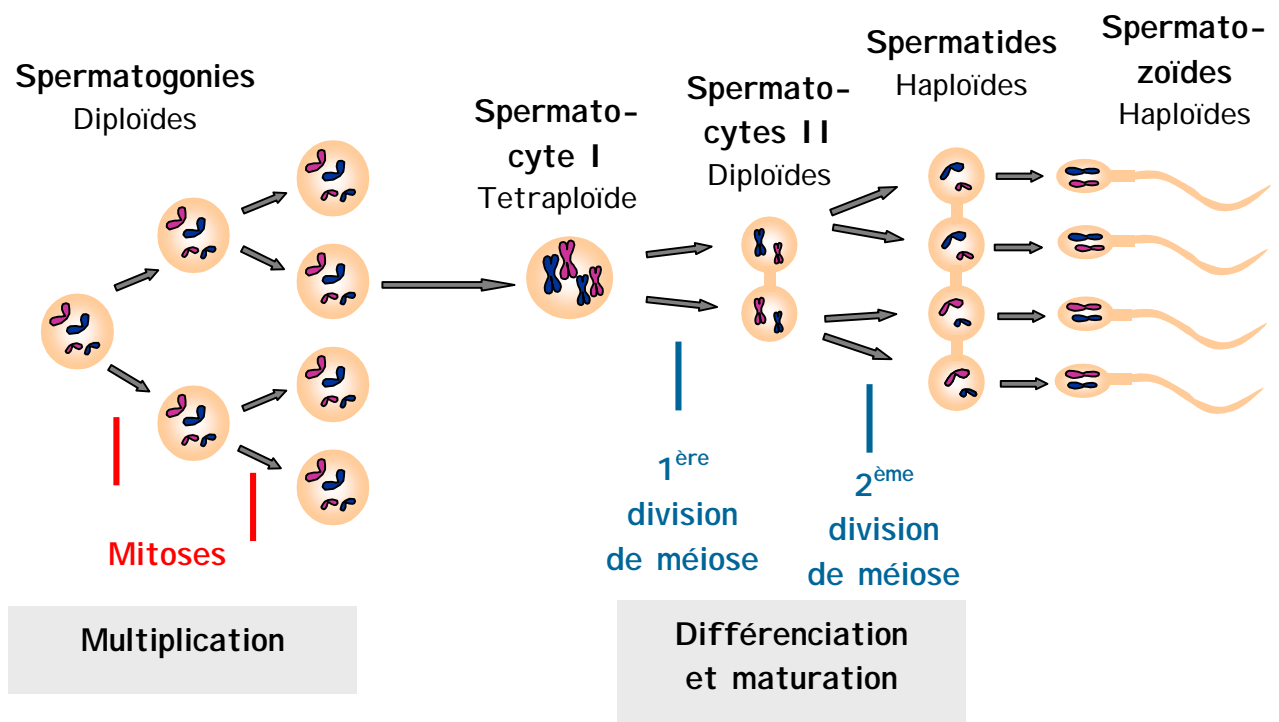 Spermatogonies
Diploïdes
Spermato-
cyte I
Tetraploïde
Spermato-
cytes II
Diploïdes
Spermatides
Haploïdes
Spermato-
zoïdes
Haploïdes
Mitoses
1ère
division
de méiose
2ème
division
de méiose
Multiplication
Différenciation
et maturation